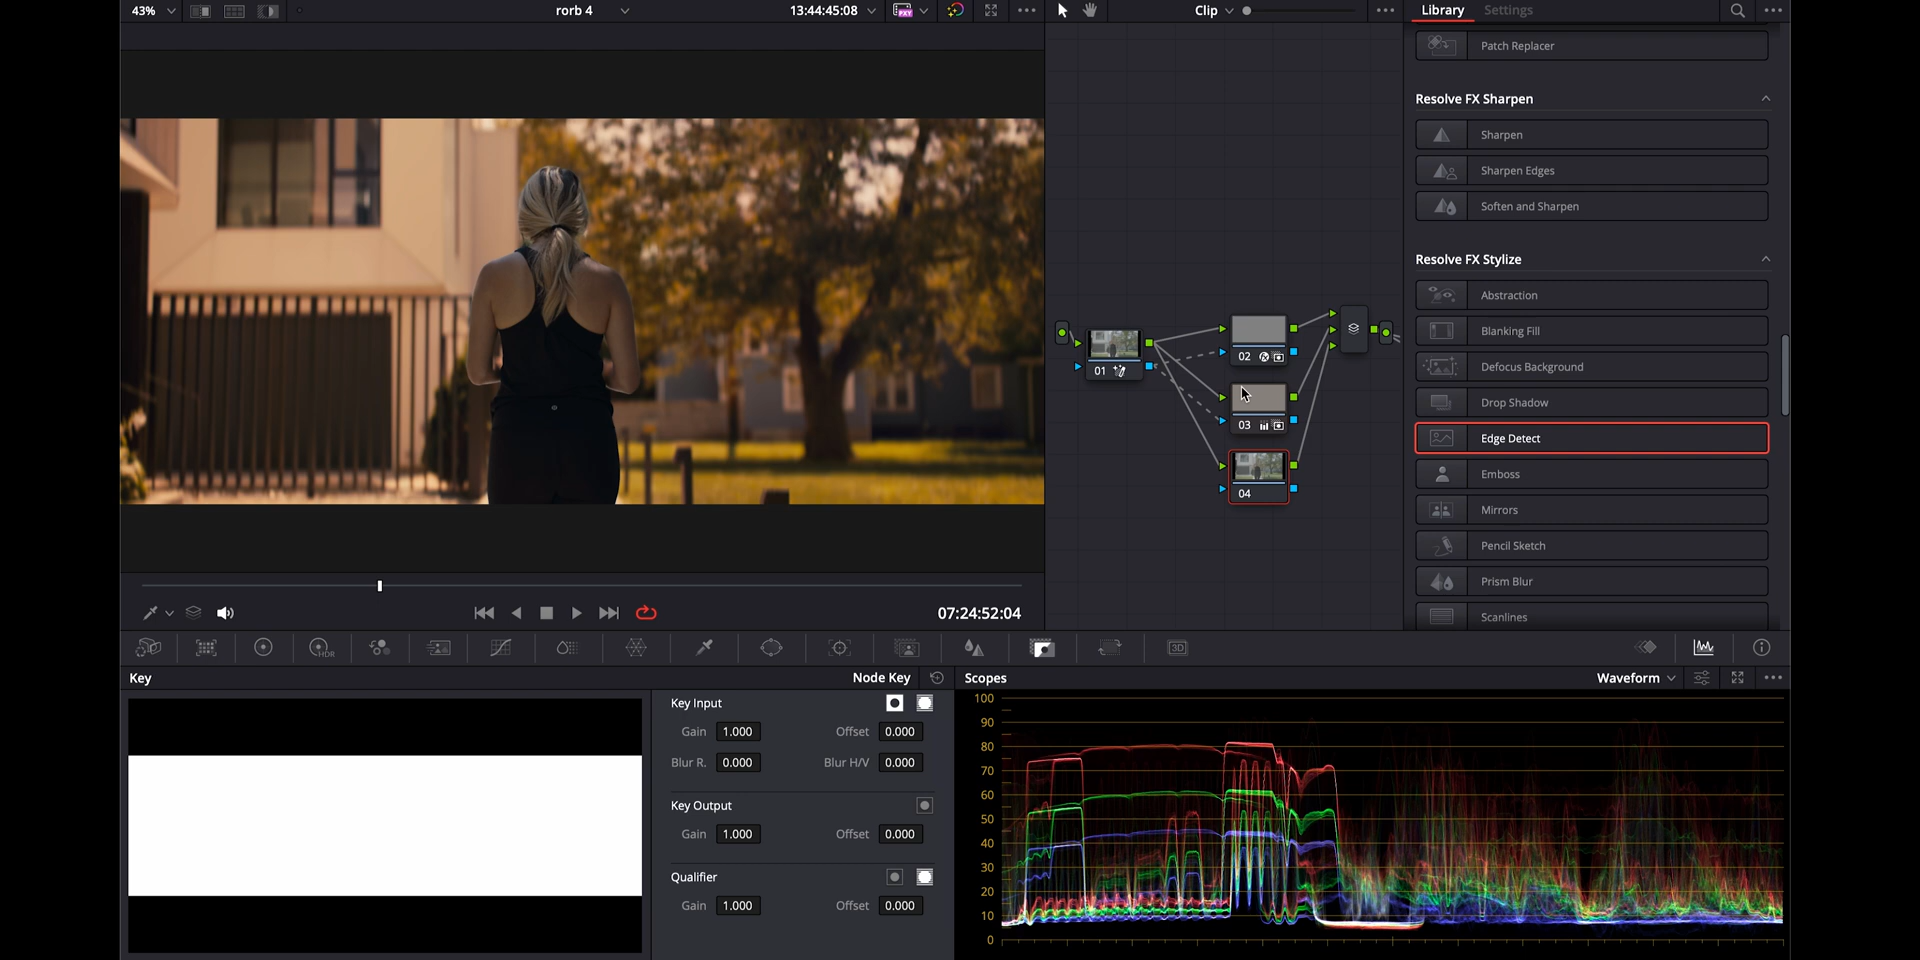 43%
rorb 4
13:44:45:08
PXY
Clip
Library
Settings
Patch Replacer
Resolve FX Sharpen
Sharpen
Sharpen Edges
Soften and Sharpen
Resolve FX Stylize
Abstraction
Blanking Fill
Defocus Background
Drop Shadow
Edge Detect
Emboss
Mirrors
Pencil Sketch
Prism Blur
Scanlines
01
02
03
04
07:24:52:04
HDR
3D
Key
Node Key
Key Input
Gain 1.000 Offset 0.000
Blur R. 0.000 Blur H/V 0.000
Key Output
Gain 1.000 Offset 0.000
Qualifier
Gain 1.000 Offset 0.000
Scopes
Waveform
100
90
80
70
60
50
40
30
20
10
0